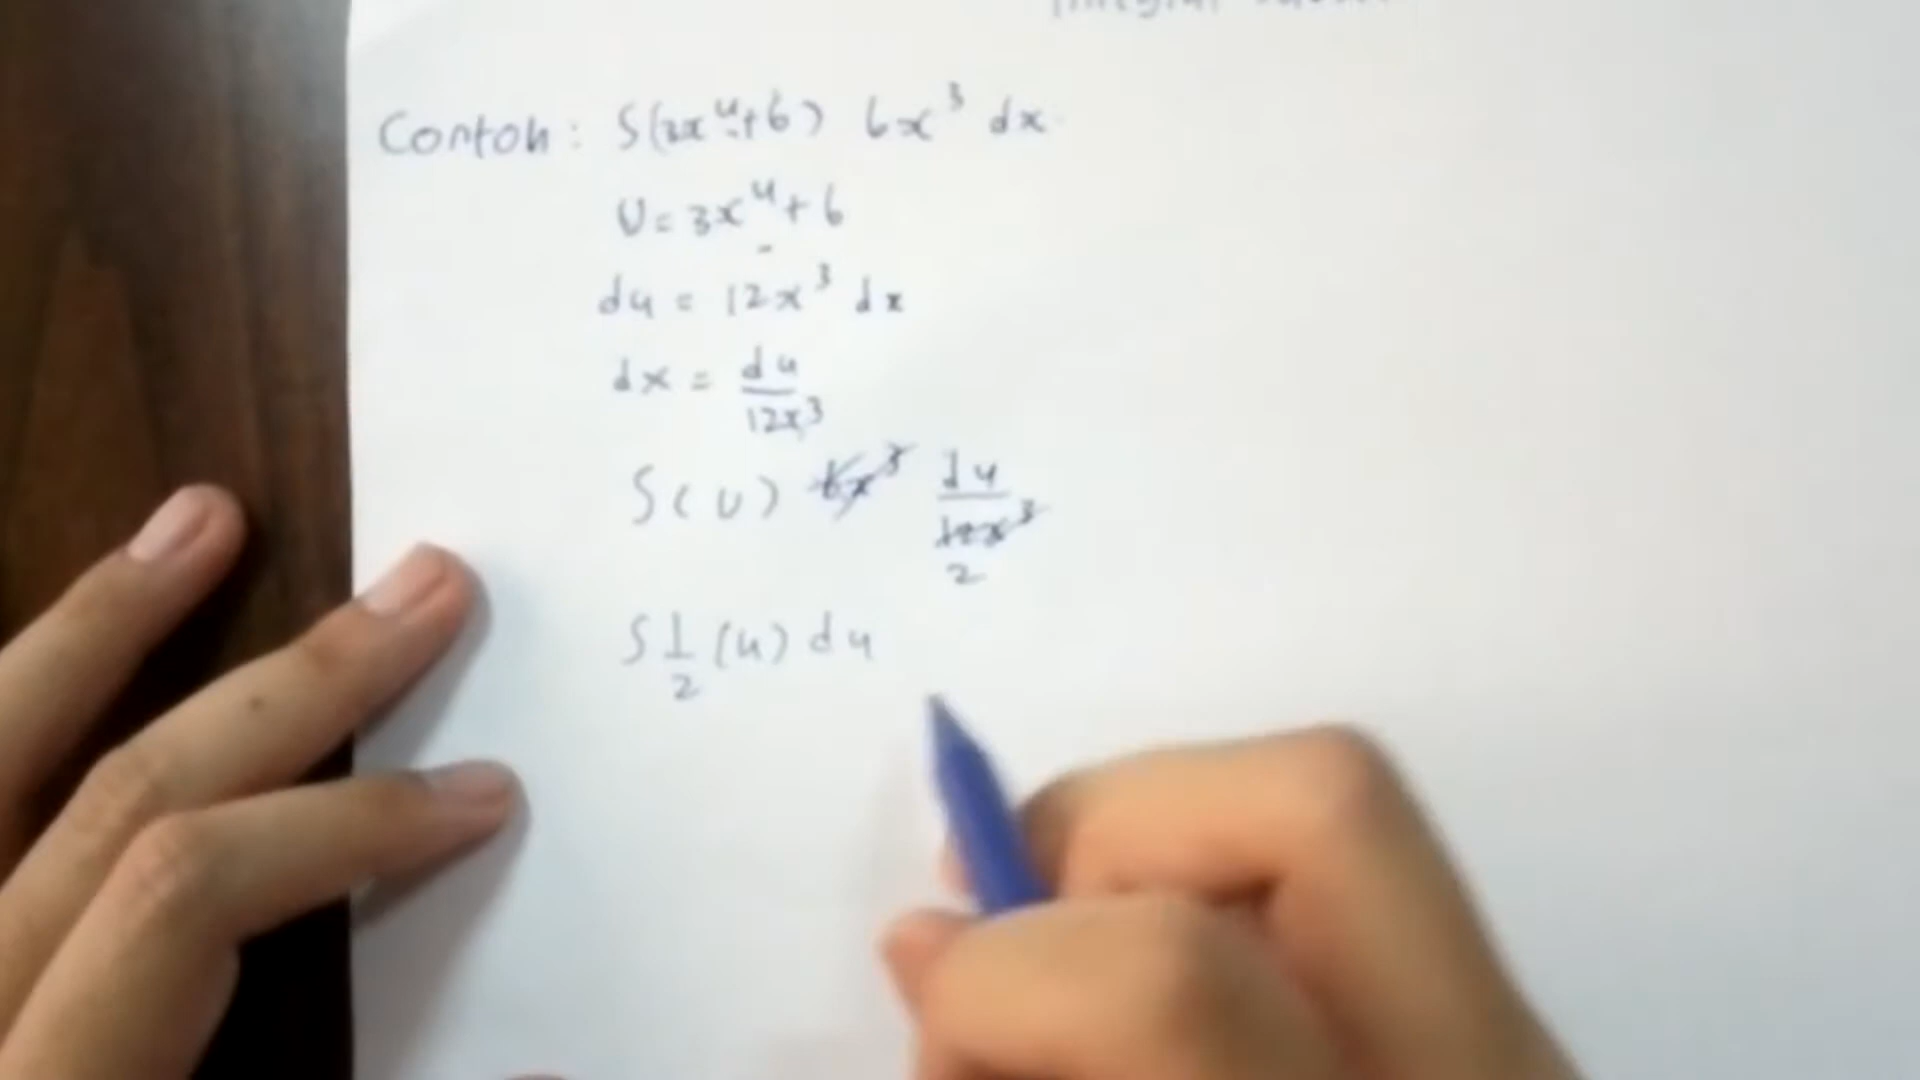 Contoh: ∫(3x⁴+6) 6x³ dx
U = 3x⁴+6
du = 12x³ dx
dx = du/12x³
∫(u) 6x³ du/12x³
2
∫ 1/2 (u) du